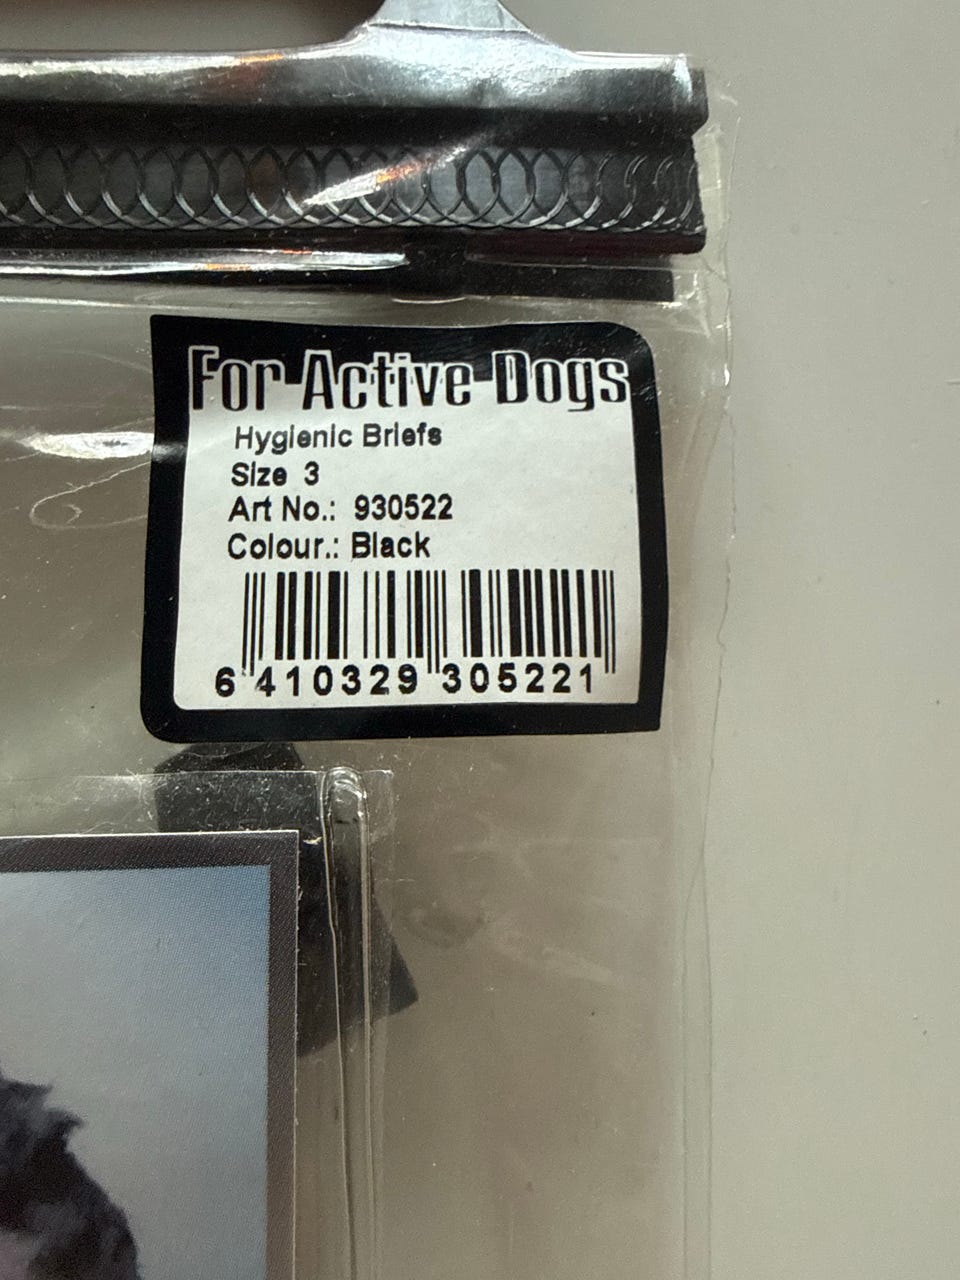 For Active Dogs
Hygienic Briefs
Size 3
Art No.: 930522
Colour.: Black
6 410329 305221